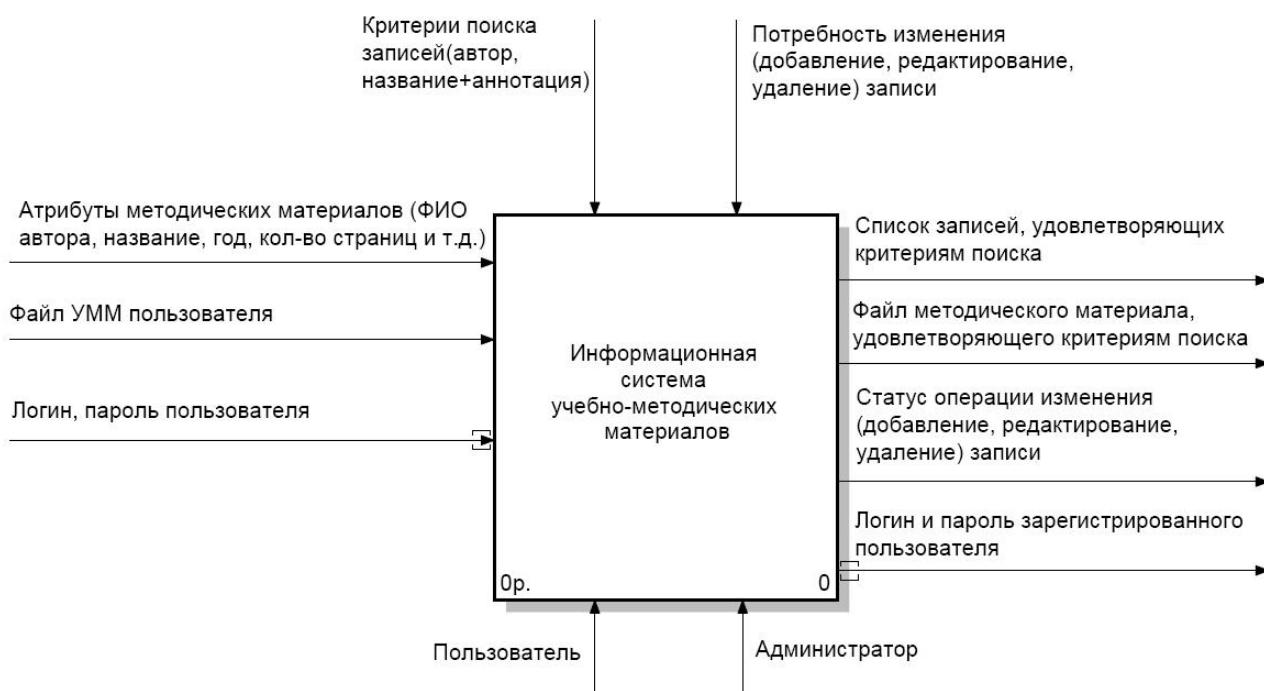 Критерии поиска
записей(автор,
название+аннотация)
Потребность изменения
(добавление, редактирование,
удаление) записи
Атрибуты методических материалов (ФИО
автора, название, год, кол-во страниц и т.д.)
Файл УММ пользователя
Логин, пароль пользователя
Информационная
система
учебно-методических
материалов
0р.
0
Список записей, удовлетворяющих
критериям поиска
Файл методического материала,
удовлетворяющего критериям поиска
Статус операции изменения
(добавление, редактирование,
удаление) записи
Логин и пароль зарегистрированного
пользователя
Пользователь
Администратор